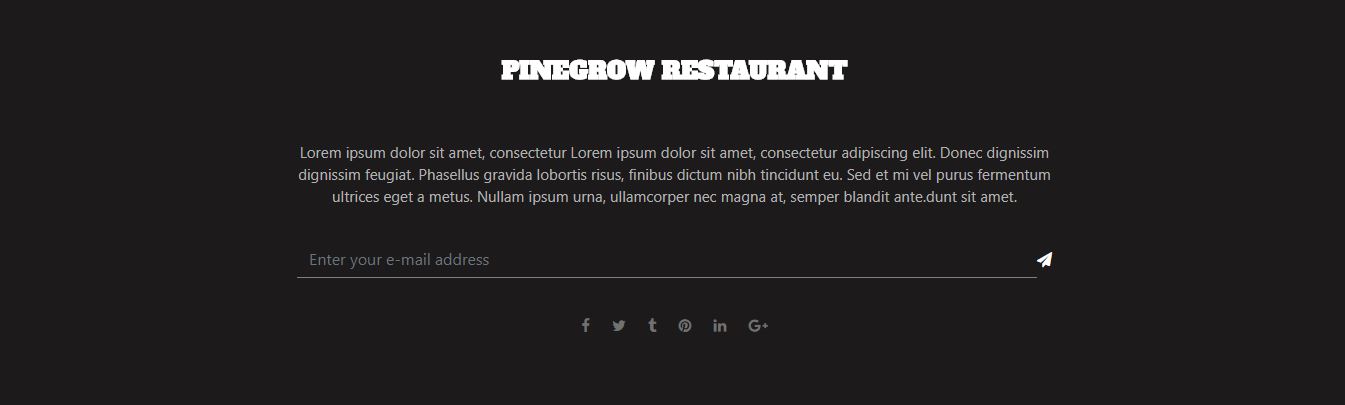 PINEGROW RESTAURANT
Lorem ipsum dolor sit amet, consectetur Lorem ipsum dolor sit amet, consectetur adipiscing elit. Donec dignissim
dignissim feugiat. Phasellus gravida lobortis risus, finibus dictum nibh tincidunt eu. Sed et mi vel purus fermentum
ultrices eget a metus. Nullam ipsum urna, ullamcorper nec magna at, semper blandit ante.dunt sit amet.
Enter your e-mail address